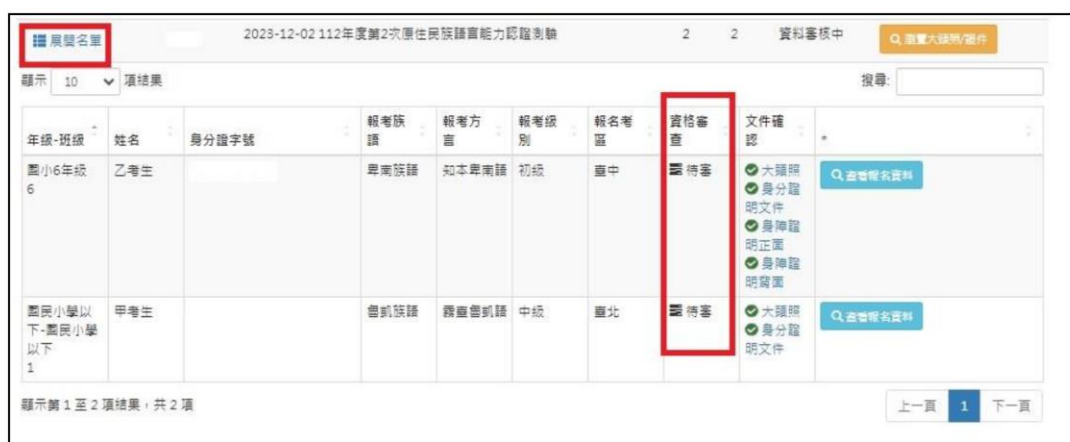 展開名單 2023-12-02 112年度第2次原住民族語言能力認證測驗 2 2 資料審核中 瀏覽大頭照/證件
顯示 10 項結果 搜尋:
年級-班級 姓名 身分證字號 報考族語 報考方言 報考級別 報名考區 資格審查 文件確認 *
國小6年級 乙考生 卑南族語 知本卑南語 初級 臺中 待審 大頭照 查看報名資料
6 身分證
明文件
身障證
明正面
身障證
明背面
國民小學以 甲考生 魯凱族語 霧臺魯凱語 中級 臺北 待審 大頭照 查看報名資料
下-國民小學 身分證
以下 明文件
1
顯示第 1 至 2 項結果,共 2 項 上一頁 1 下一頁